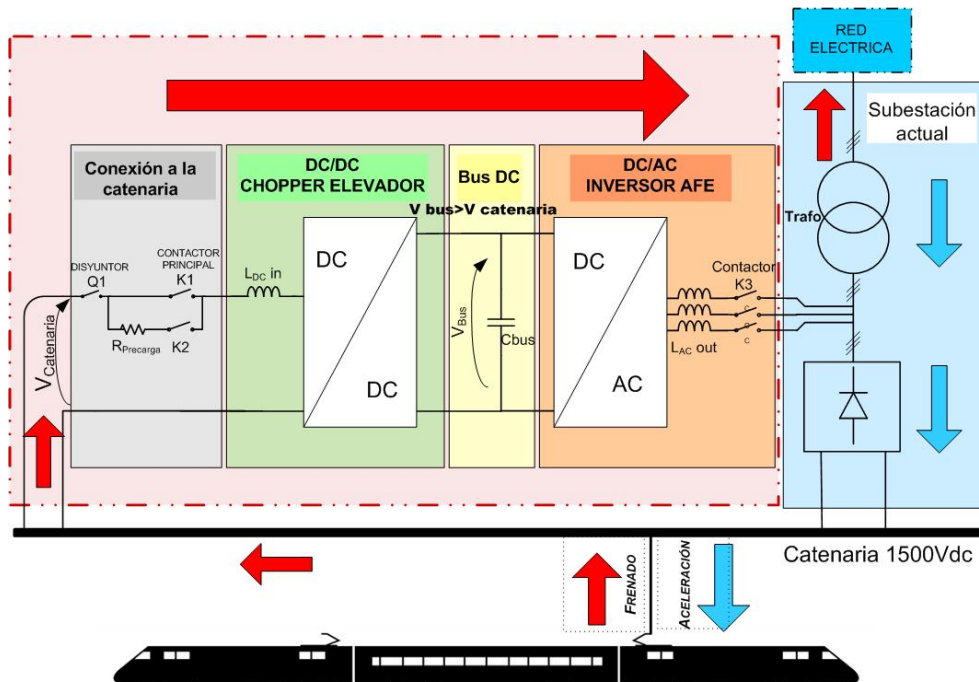 RED
ELECTRICA
Subestación
actual
Trafo
Conexión a la
catenaria
DC/DC
CHOPPER ELEVADOR
Bus DC
DC/AC
INVERSOR AFE
V bus>V catenaria
DISYUNTOR
Q1
CONTACTOR
PRINCIPAL
K1
K2
RPrecarga
LDC in
VCatenaria
DC
DC
VBus
Cbus
DC
AC
Contactor
K3
C
C
C
LAC out
Catenaria 1500Vdc
FRENADO
ACELERACIÓN